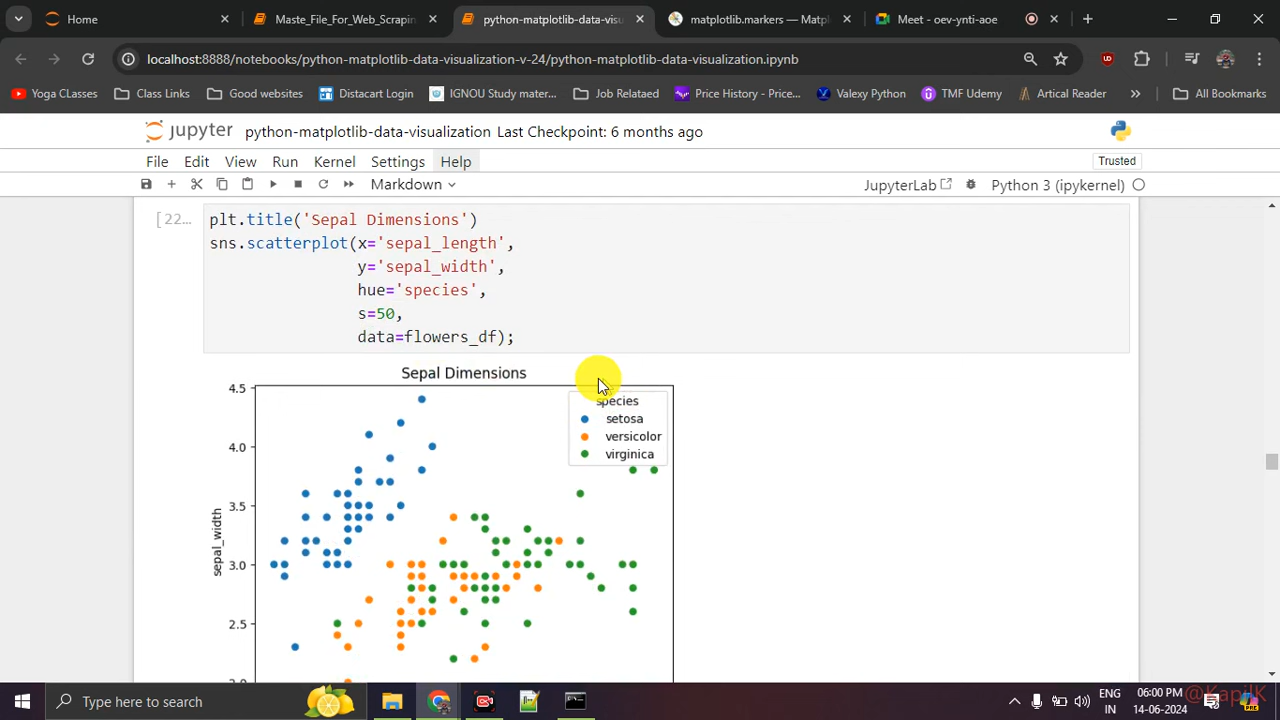 Home
Maste_File_For_Web_Scrapin
python-matplotlib-data-visu
matplotlib.markers — Matpl
Meet - oev-ynti-aoe
localhost:8888/notebooks/python-matplotlib-data-visualization-v-24/python-matplotlib-data-visualization.ipynb
Yoga CLasses
Class Links
Good websites
Distacart Login
IGNOU Study mater...
Job Relataed
Price History - Price...
Valexy Python
TMF Udemy
Artical Reader
»
All Bookmarks
jupyter
python-matplotlib-data-visualization Last Checkpoint: 6 months ago
File Edit View Run Kernel Settings Help
Trusted
Markdown
JupyterLab
Python 3 (ipykernel)
[22...
plt.title('Sepal Dimensions')
sns.scatterplot(x='sepal_length',
y='sepal_width',
hue='species',
s=50,
data=flowers_df);
Sepal Dimensions
species
setosa
versicolor
virginica
4.5
4.0
3.5
3.0
2.5
sepal_width
Type here to search
ENG
IN
06:00 PM
14-06-2024
@KapilK